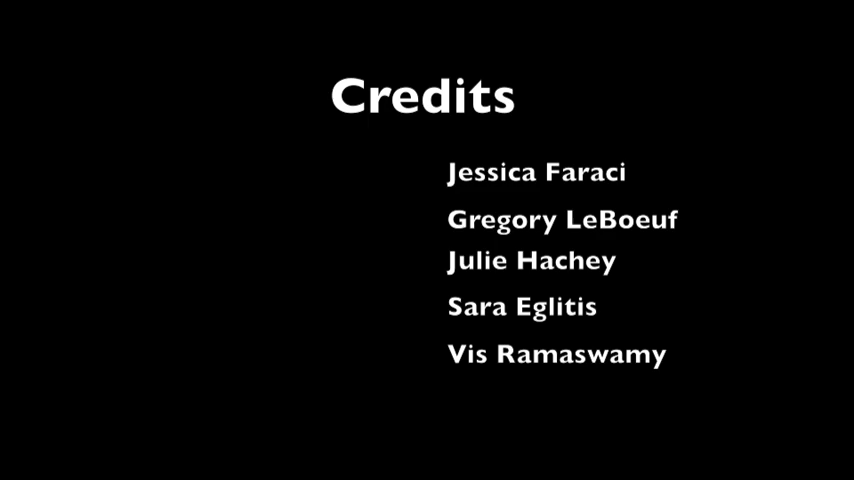 Credits
Jessica Faraci
Gregory LeBoeuf
Julie Hachey
Sara Eglitis
Vis Ramaswamy